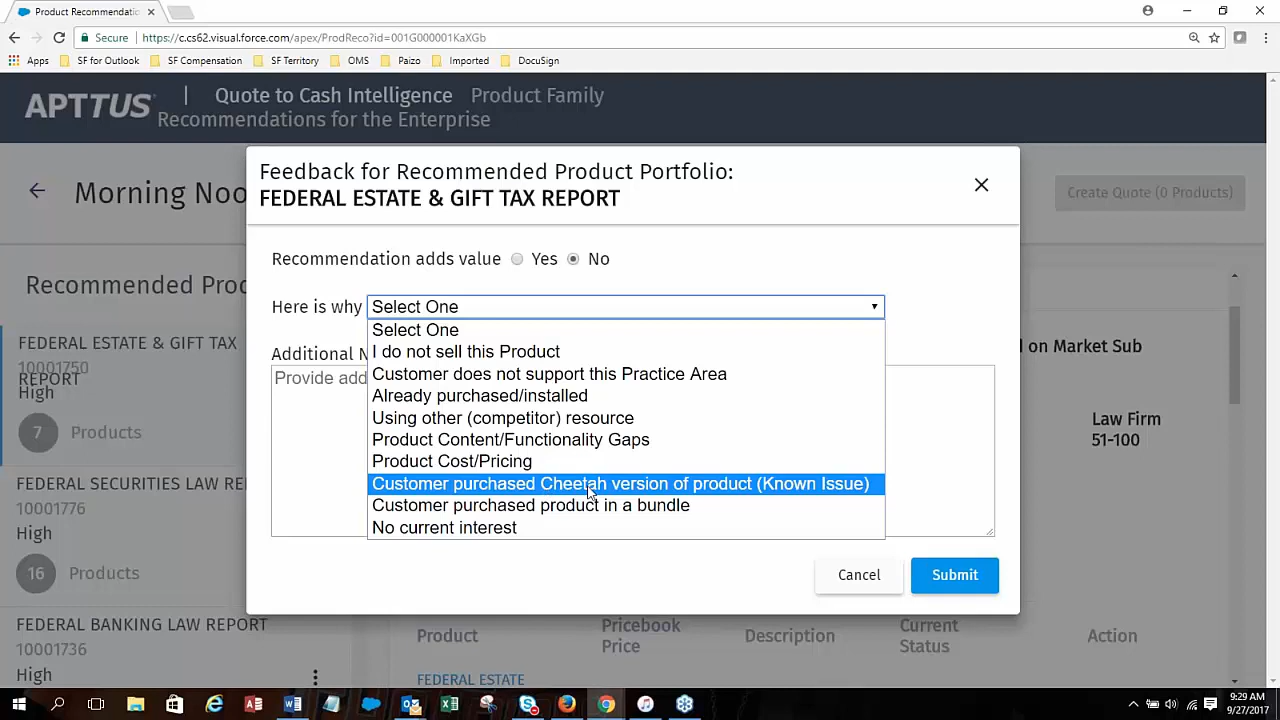 Product Recommendatio
Secure
https://c.cs62.visual.force.com/apex/ProdReco?id=001G000001KaXGb
Apps SF for Outlook SF Compensation SF Territory OMS Paizo Imported DocuSign
APTTUS | Quote to Cash Intelligence Product Family
Recommendations for the Enterprise
Feedback for Recommended Product Portfolio:
FEDERAL ESTATE & GIFT TAX REPORT
Morning Noo
Create Quote (0 Products)
Recommendation adds value Yes No
Recommended Prod
Here is why Select One
Select One
I do not sell this Product
Customer does not support this Practice Area
Already purchased/installed
Using other (competitor) resource
Product Content/Functionality Gaps
Product Cost/Pricing
Customer purchased Cheetah version of product (Known Issue)
Customer purchased product in a bundle
No current interest
Additional N
Provide add
Cancel Submit
FEDERAL ESTATE & GIFT TAX
10001750
REPORT
High
7 Products
FEDERAL SECURITIES LAW RE
10001776
High
16 Products
FEDERAL BANKING LAW REPORT
10001736
High
d on Market Sub
Law Firm
51-100
Product Pricebook Price Description Current Status Action
FEDERAL ESTATE
9:29 AM
9/27/2017